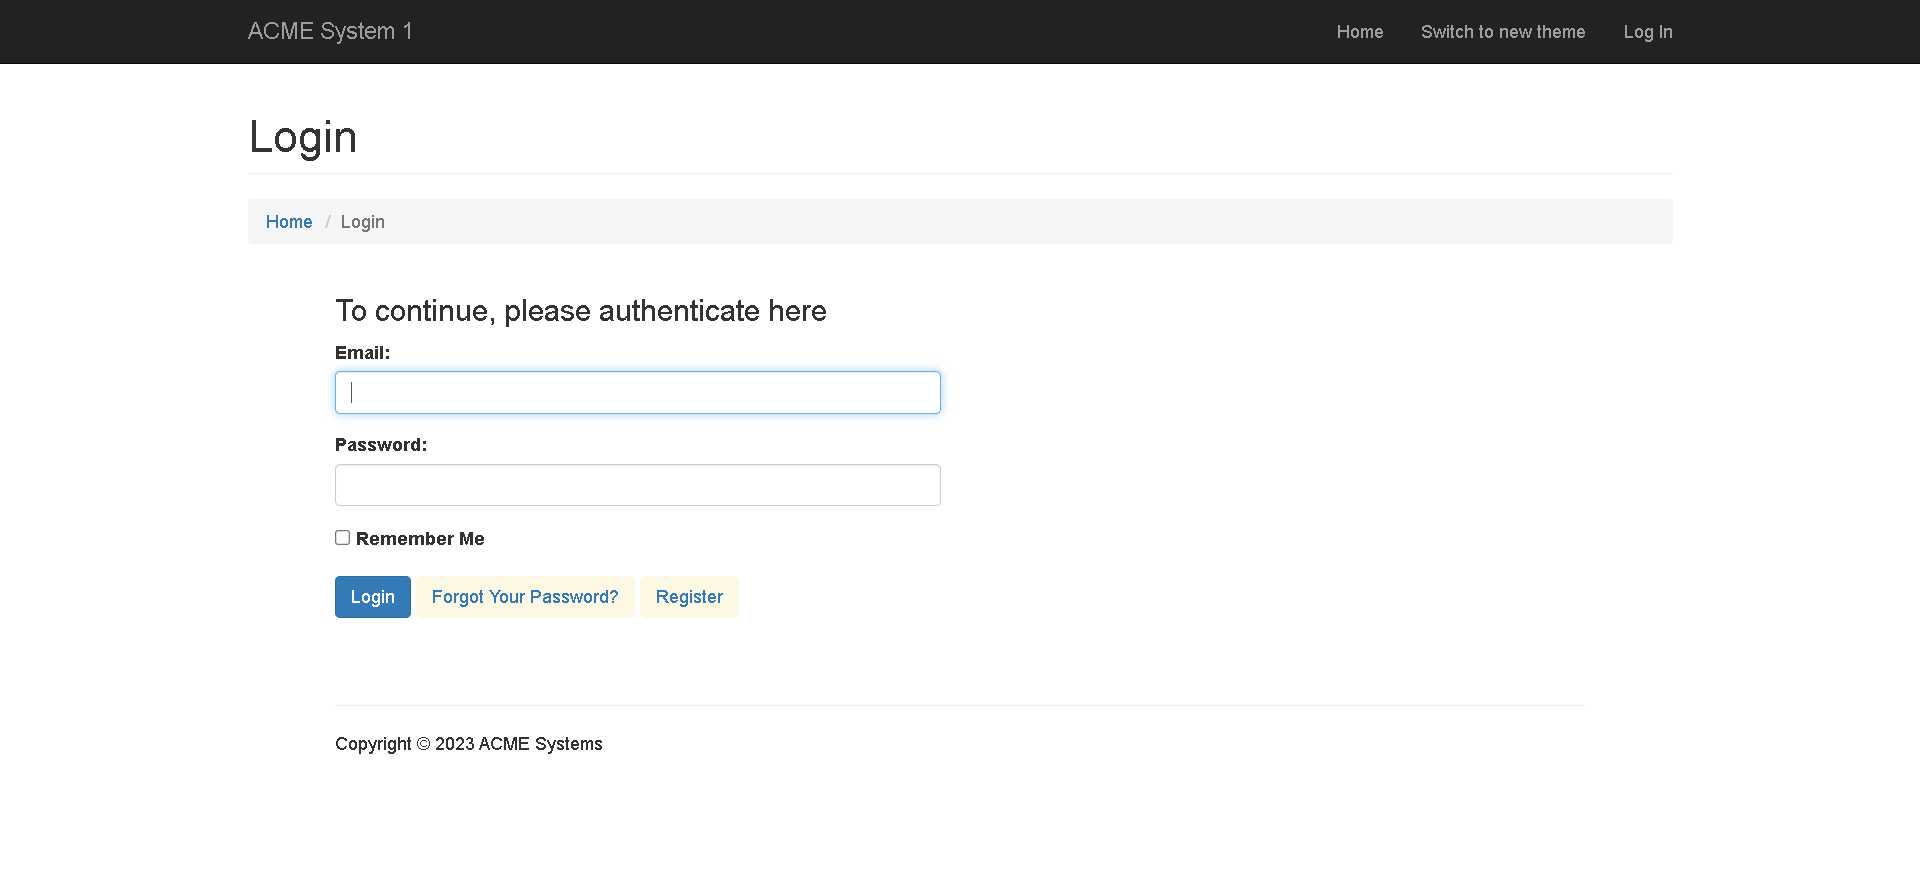 ACME System 1
Home
Switch to new theme
Log In
Login
Home / Login
To continue, please authenticate here
Email:
Password:
Remember Me
Login
Forgot Your Password?
Register
Copyright © 2023 ACME Systems